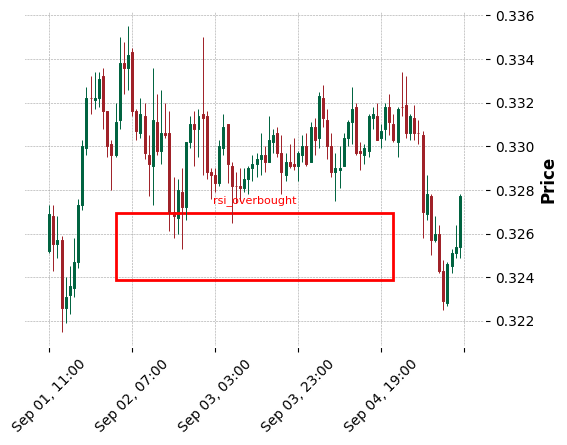 0.336
0.334
0.332
0.330
0.328
0.326
0.324
0.322
Price
rsi_overbought
Sep 01, 11:00
Sep 02, 07:00
Sep 03, 03:00
Sep 03, 23:00
Sep 04, 19:00